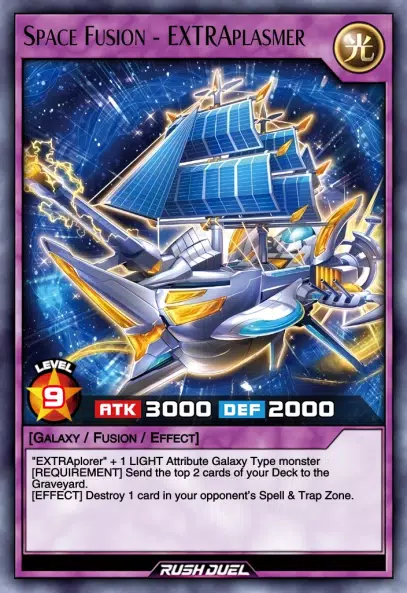 SPACE FUSION - EXTRAPLASMER
光
LEVEL
9
ATK 3000 DEF 2000
[GALAXY / FUSION / EFFECT]
"EXTRAplorer" + 1 LIGHT Attribute Galaxy Type monster
[REQUIREMENT] Send the top 2 cards of your Deck to the
Graveyard.
[EFFECT] Destroy 1 card in your opponent's Spell & Trap Zone.
RUSH DUEL